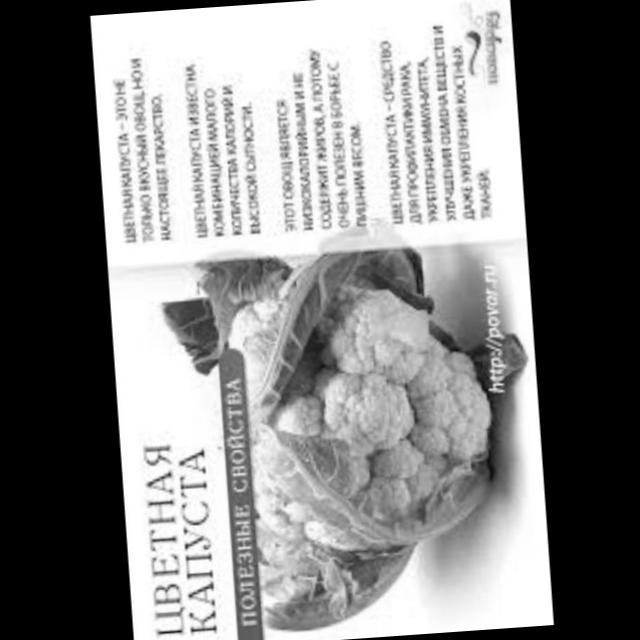 ЦВЕТНАЯ
КАПУСТА
ПОЛЕЗНЫЕ СВОЙСТВА
ЦВЕТНАЯ КАПУСТА – ЭТО НЕ
ТОЛЬКО ВКУСНЫЙ ОВОЩ, НО И
НАСТОЯЩЕЕ ЛЕКАРСТВО.
ЦВЕТНАЯ КАПУСТА ИЗВЕСТНА
КОМБИНАЦИЕЙ МАЛОГО
КОЛИЧЕСТВА КАЛОРИЙ И
ВЫСОКОЙ СЫТНОСТИ.
ЭТОТ ОВОЩ ЯВЛЯЕТСЯ
НИЗКОКАЛОРИЙНЫМ И НЕ
СОДЕРЖИТ ЖИРОВ, А ПОТОМУ
ОЧЕНЬ ПОЛЕЗЕН В БОРЬБЕ С
ЛИШНИМ ВЕСОМ.
ЦВЕТНАЯ КАПУСТА – СРЕДСТВО
ДЛЯ ПРОФИЛАКТИКИ РАКА,
УКРЕПЛЕНИЯ ИММУНИТЕТА,
УЛУЧШЕНИЯ ОБМЕНА ВЕЩЕСТВ И
ДАЖЕ УКРЕПЛЕНИЯ КОСТНЫХ
ТКАНЕЙ.
http://povar.ru